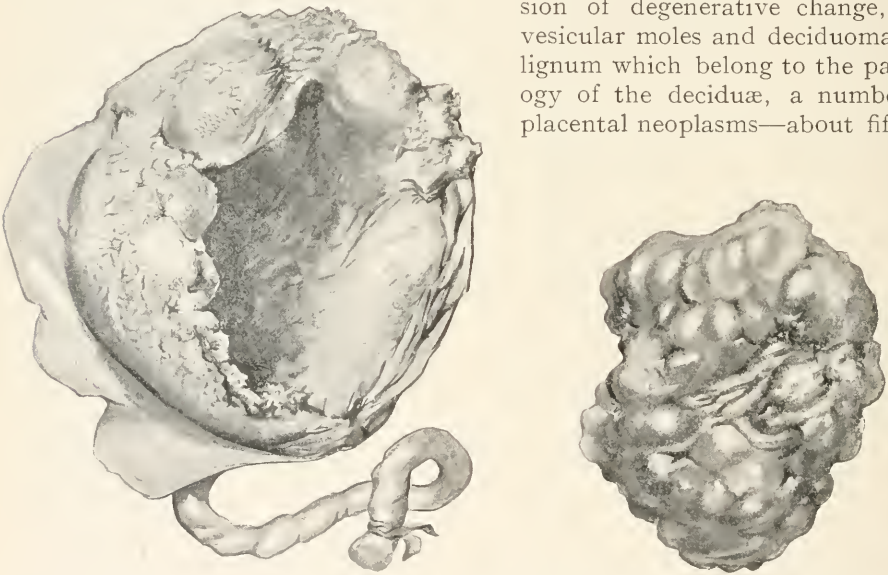 sion of degenerative change,
vesicular moles and deciduoma
lignum which belong to the pa
ogy of the deciduæ, a numbe
placental neoplasms—about fif